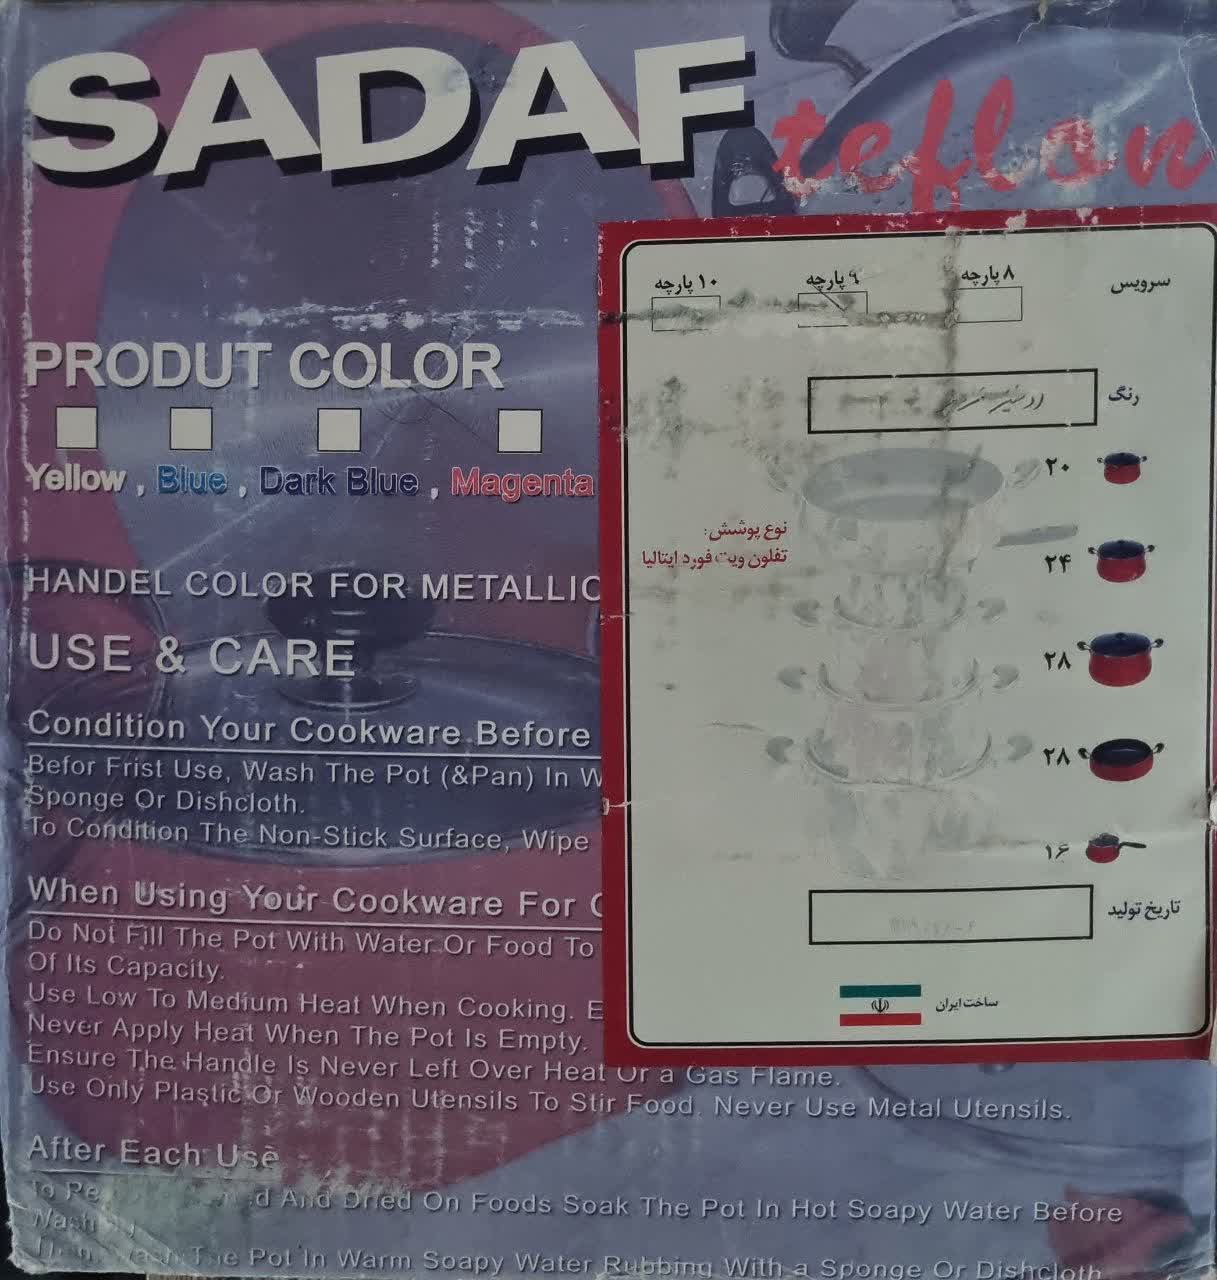 SADAF
teflon
PRODUT COLOR
Yellow , Blue , Dark Blue , Magenta
HANDEL COLOR FOR METALLIC
USE & CARE
Condition Your Cookware Before
Befor Frist Use, Wash The Pot (&Pan) In W
Sponge Or Dishcloth.
To Condition The Non-Stick Surface, Wipe
When Using Your Cookware For
Do Not Fill The Pot With Water Or Food To
Of Its Capacity.
Use Low To Medium Heat When Cooking. E
Never Apply Heat When The Pot Is Empty.
Ensure The Handle Is Never Left Over Heat Or a Gas Flame.
Use Only Plastic Or Wooden Utensils To Stir Food. Never Use Metal Utensils.
After Each Use
And Dried On Foods Soak The Pot In Hot Soapy Water Before
The Pot In Warm Soapy Water Rubbing With a Sponge Or Dishcloth
سرویس ۸ پارچه ۹ پارچه ۱۰ پارچه
رنگ
۲۰
نوع پوشش:
تفلون ویت فورد ایتالیا
۲۴
۲۸
۲۸
۱۶
تاریخ تولید
ساخت ایران